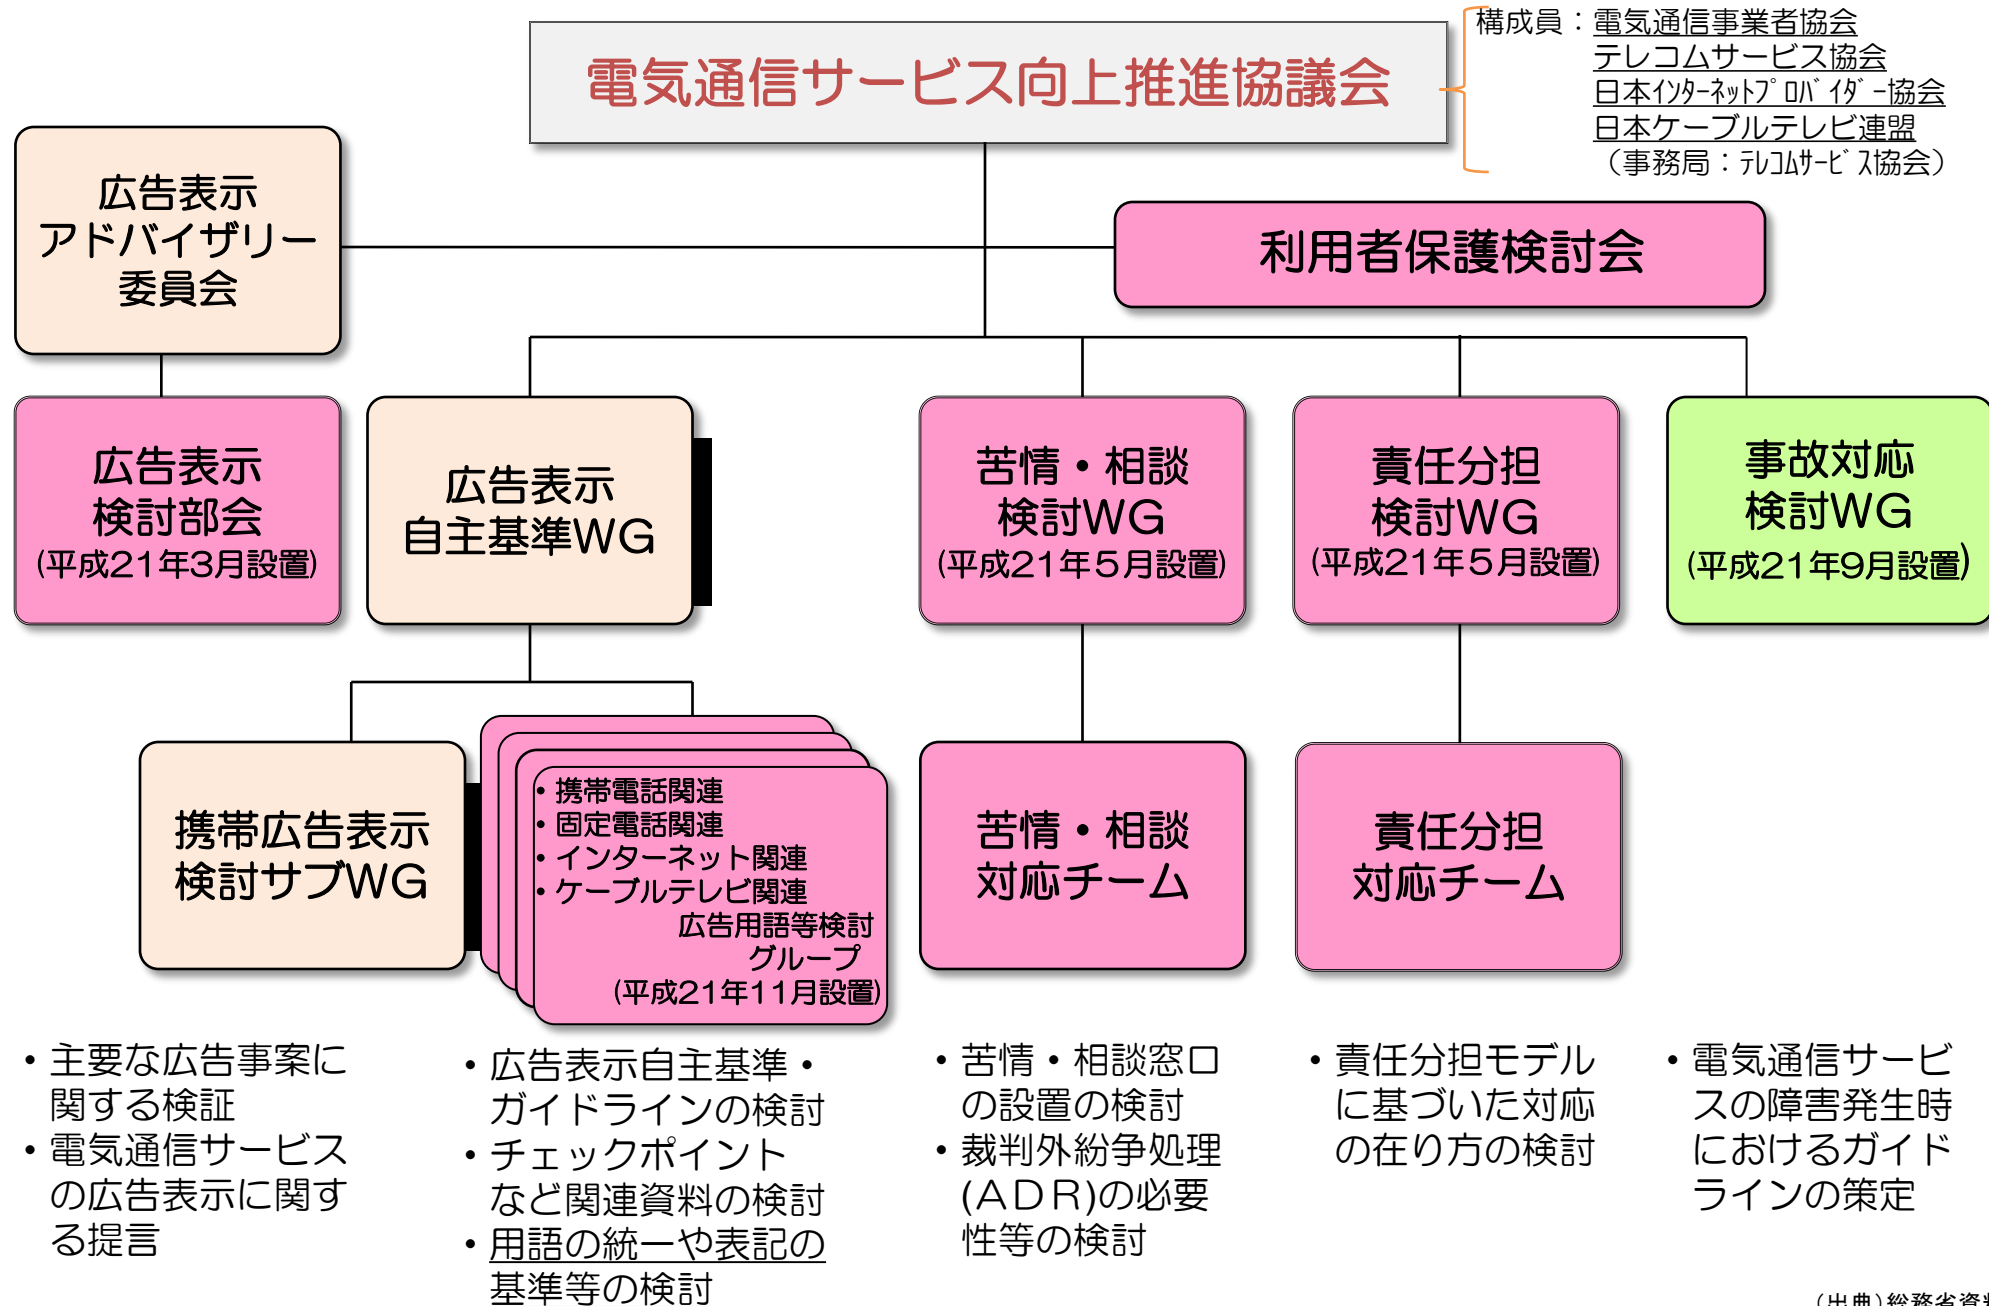 電気通信サービス向上推進協議会
構成員：電気通信事業者協会
テレコムサービス協会
日本ｲﾝﾀｰﾈｯﾄﾌﾟﾛﾊﾞｲﾀﾞｰ協会
日本ケーブルテレビ連盟
（事務局：ﾃﾚｺﾑｻｰﾋﾞｽ協会）
広告表示
アドバイザリー
委員会
利用者保護検討会
広告表示
検討部会
(平成21年3月設置)
広告表示
自主基準WG
苦情・相談
検討WG
(平成21年５月設置)
責任分担
検討WG
(平成21年５月設置)
事故対応
検討WG
(平成21年9月設置)
携帯広告表示
検討サブWG
・携帯電話関連
・固定電話関連
・インターネット関連
・ケーブルテレビ関連
広告用語等検討
グループ
(平成21年11月設置)
苦情・相談
対応チーム
責任分担
対応チーム
・主要な広告事案に
関する検証
・電気通信サービス
の広告表示に関す
る提言
・広告表示自主基準・
ガイドラインの検討
・チェックポイント
など関連資料の検討
・用語の統一や表記の
基準等の検討
・苦情・相談窓口
の設置の検討
・裁判外紛争処理
(ＡＤＲ)の必要
性等の検討
・責任分担モデル
に基づいた対応
の在り方の検討
・電気通信サービ
スの障害発生時
におけるガイド
ラインの策定
（出典）総務省資料